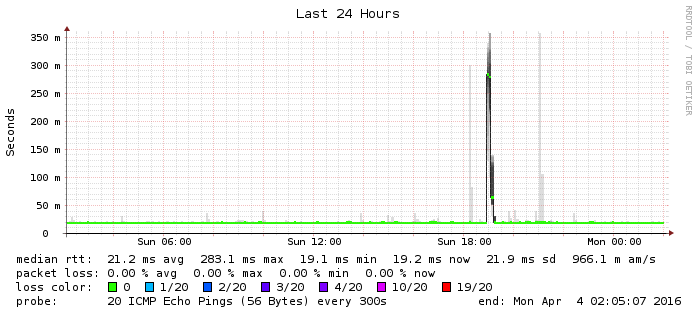 Last 24 Hours
RRDTOOL / TOBI OETIKER
Seconds
350 m
300 m
250 m
200 m
150 m
100 m
50 m
0
Sun 06:00 Sun 12:00 Sun 18:00 Mon 00:00
median rtt: 21.2 ms avg 283.1 ms max 19.1 ms min 19.2 ms now 21.9 ms sd 966.1 m am/s
packet loss: 0.00 % avg 0.00 % max 0.00 % min 0.00 % now
loss color: 0 1/20 2/20 3/20 4/20 10/20 19/20
probe: 20 ICMP Echo Pings (56 Bytes) every 300s end: Mon Apr 4 02:05:07 2016